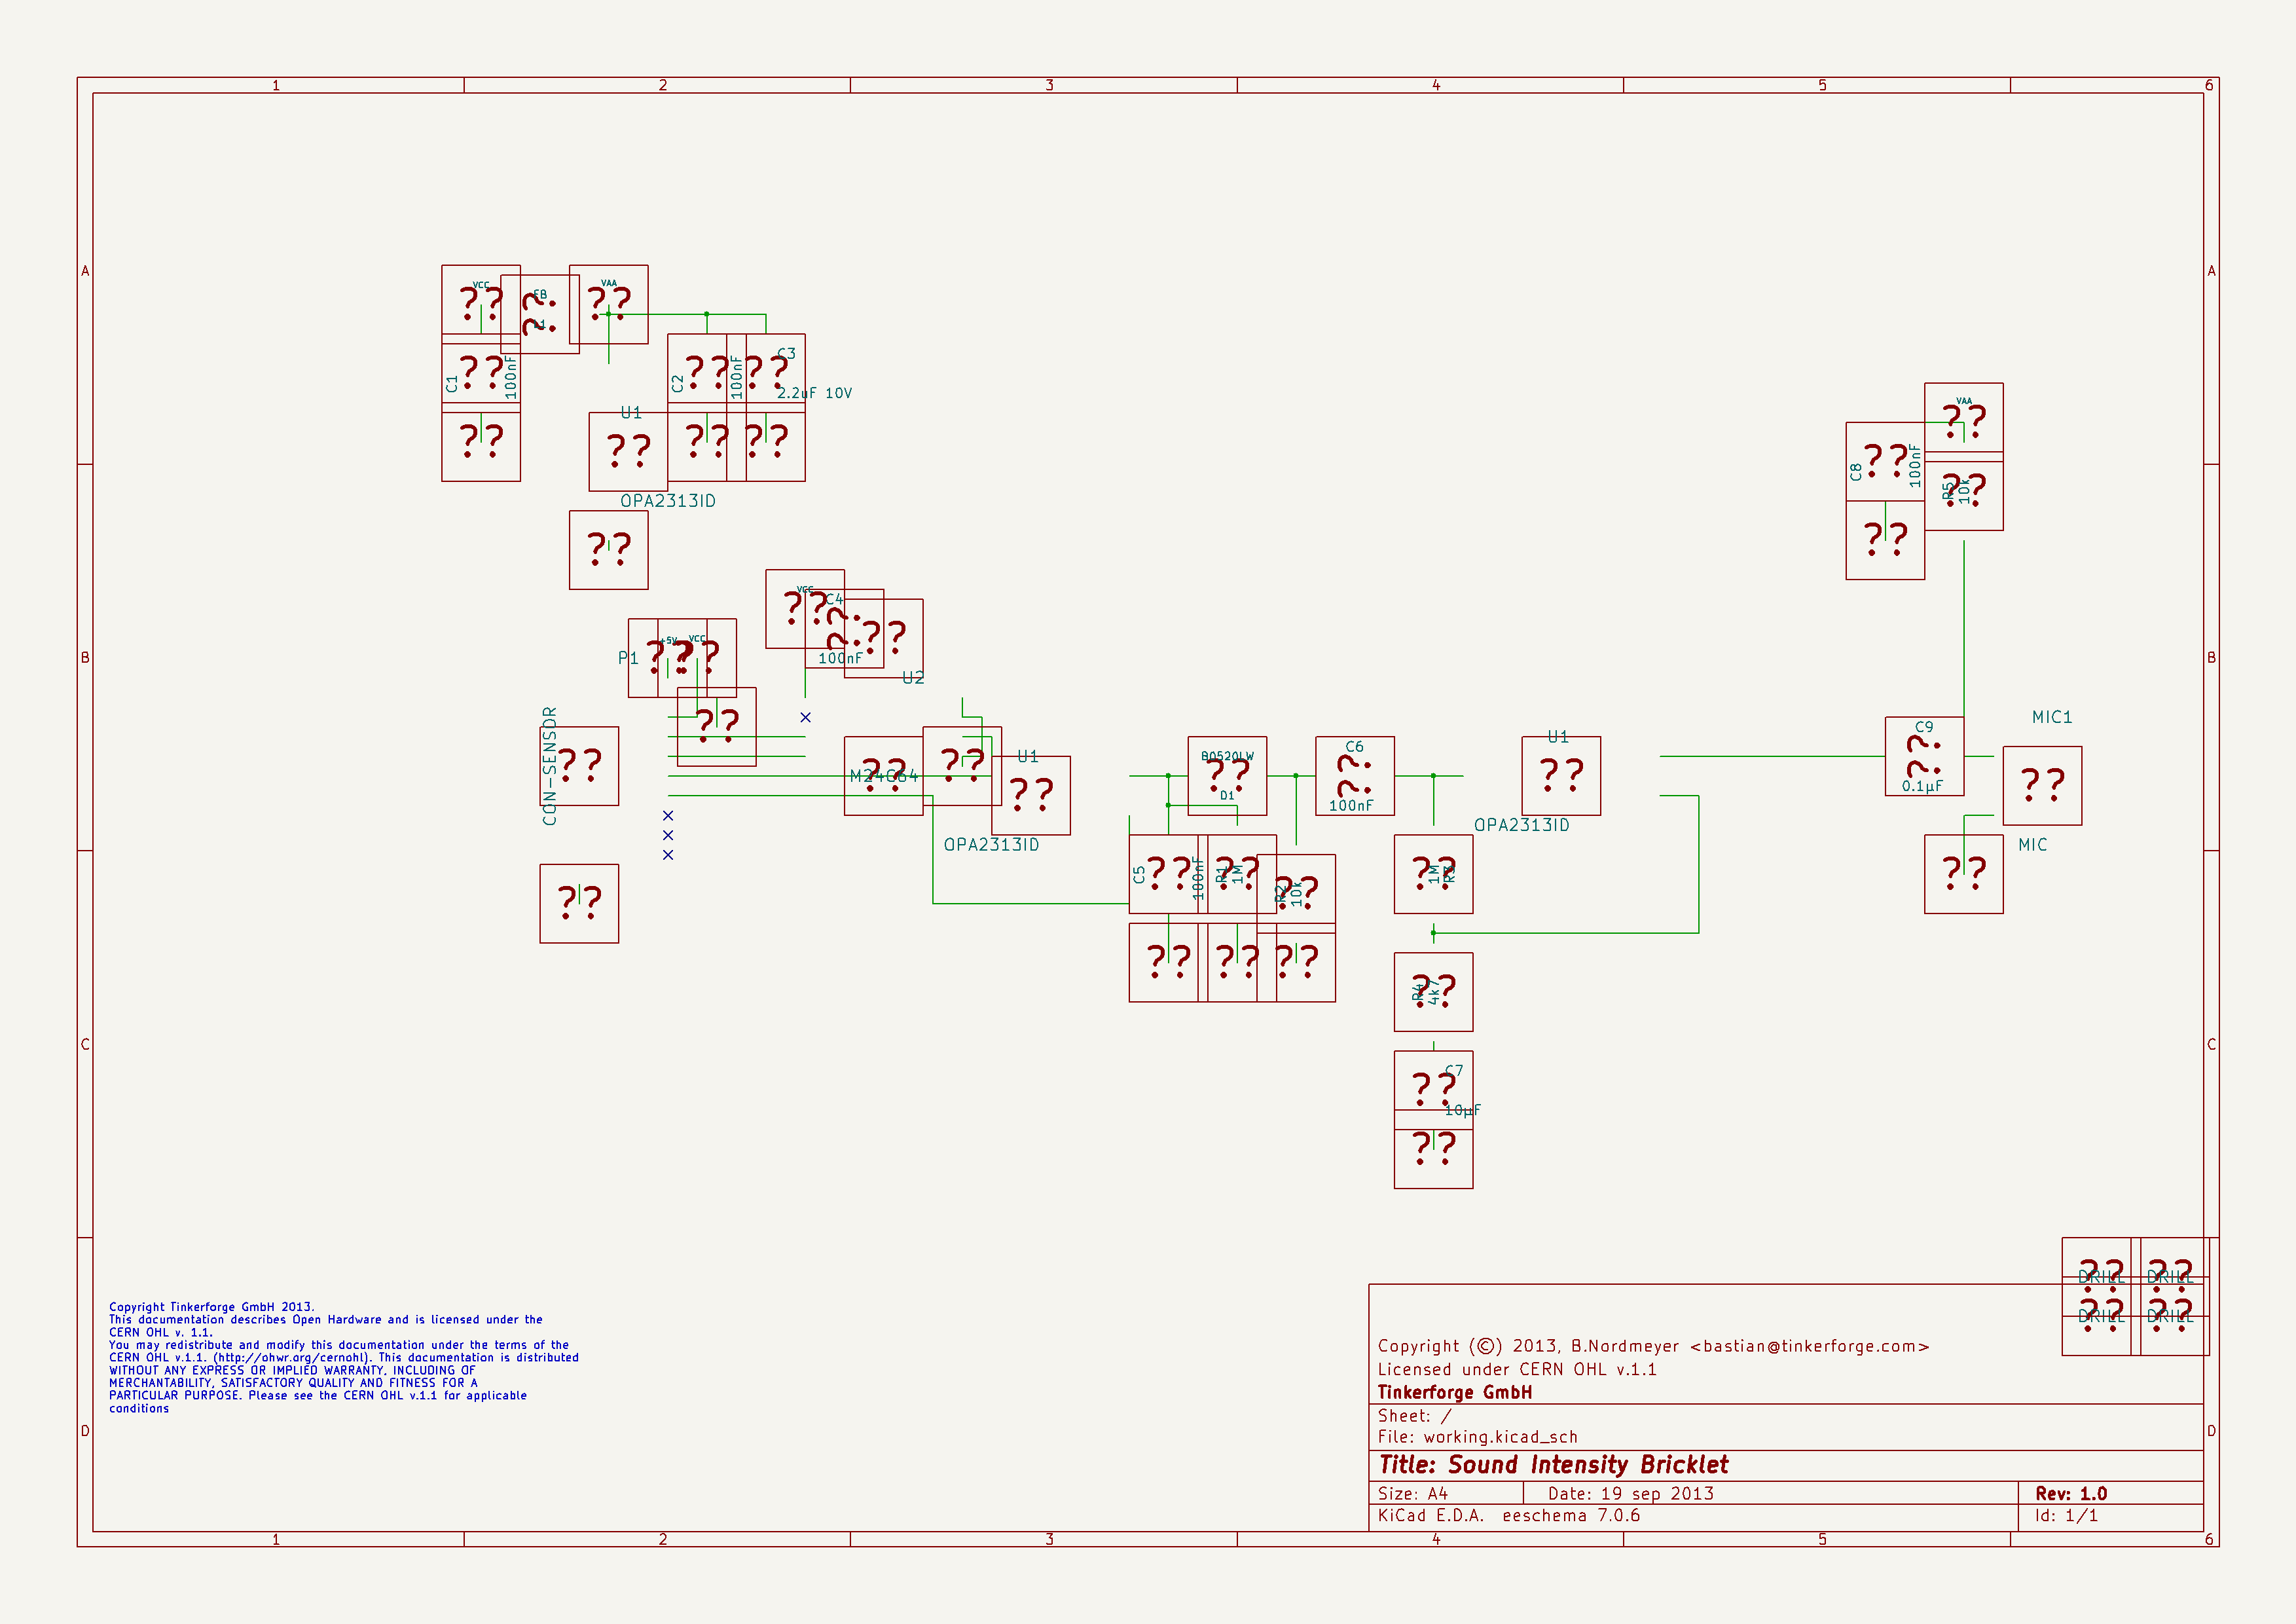 1 2 3 4 5 6
A A
VCC
FB
VAA
??
??
??
L1
C1
100nF
??
C2
100nF
??
C3
??
2.2uF 10V
U1
??
??
??
??
OPA2313ID
??
VAA
??
C8
??
100nF
R5
??
10k
??
VCC
??
C4
??
??
100nF
U2
B B
P1
+5V
VCC
??
??
??
CON-SENSOR
??
M24C64
??
??
U1
??
OPA2313ID
B0520LW
??
D1
C6
??
100nF
U1
??
OPA2313ID
C9
??
0.1µF
MIC1
??
MIC
??
??
C5
??
100nF
R1
??
1M
R2
??
10k
1M
??
R3
??
??
??
R4
??
4k7
C C
C7
??
10µF
??
??
DRILL
??
DRILL
??
DRILL
??
DRILL
Copyright Tinkerforge GmbH 2013.
This documentation describes Open Hardware and is licensed under the
CERN OHL v. 1.1.
You may redistribute and modify this documentation under the terms of the
CERN OHL v.1.1. (http://ohwr.org/cernohl). This documentation is distributed
WITHOUT ANY EXPRESS OR IMPLIED WARRANTY, INCLUDING OF
MERCHANTABILITY, SATISFACTORY QUALITY AND FITNESS FOR A
PARTICULAR PURPOSE. Please see the CERN OHL v.1.1 for applicable
conditions
Copyright (©) 2013, B.Nordmeyer <bastian@tinkerforge.com>
Licensed under CERN OHL v.1.1
Tinkerforge GmbH
Sheet: /
File: working.kicad_sch
D D
Title: Sound Intensity Bricklet
Size: A4 Date: 19 sep 2013 Rev: 1.0
KiCad E.D.A. eeschema 7.0.6 Id: 1/1
1 2 3 4 5 6